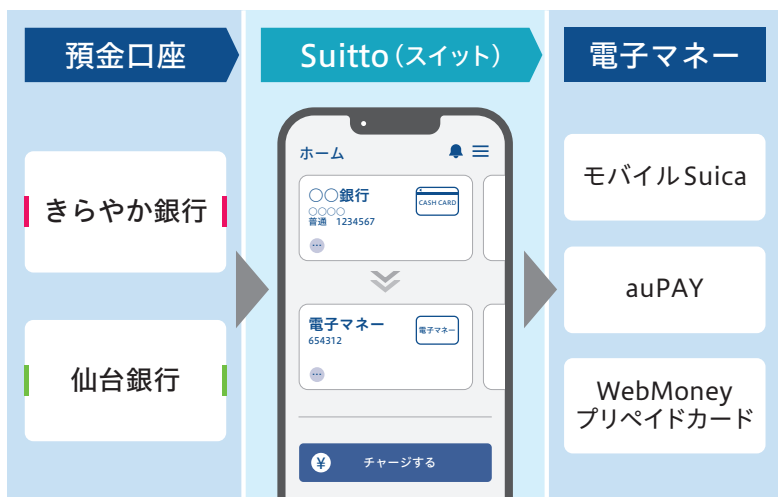 預金口座
きらやか銀行
仙台銀行
Suitto(スイット)
ホーム
○○銀行
○○○○
普通 1234567
CASH CARD
電子マネー
654312
電子マネー
¥ チャージする
電子マネー
モバイルSuica
auPAY
WebMoney
プリペイドカード